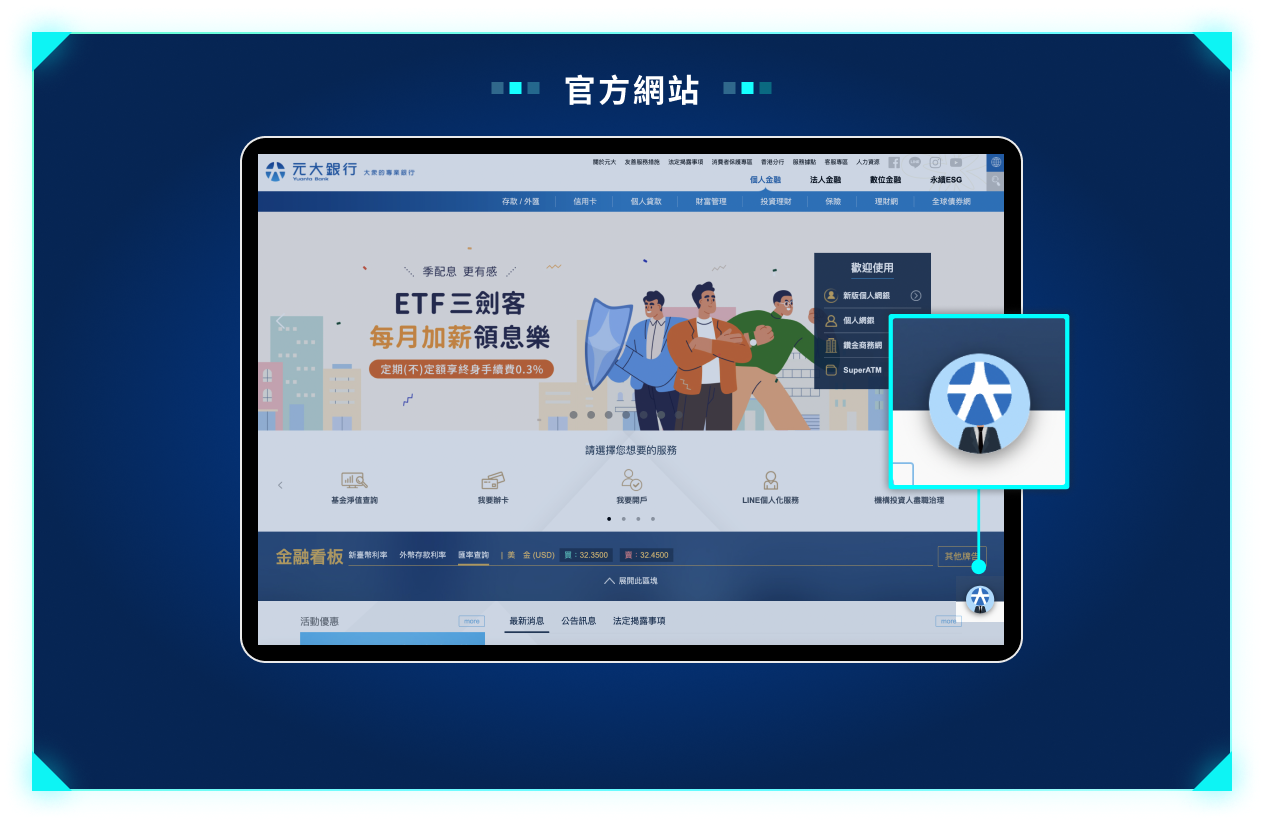 官方網站
關於元大 友善服務措施 法定揭露事項 消費者保護專區 香港分行 服務據點 客服專區 人力資源
元大銀行 大衆的專業銀行
Yuanta Bank
個人金融 法人金融 數位金融 永續ESG
存款 / 外匯 信用卡 個人貸款 財富管理 投資理財 保險 理財網 全球債券網
季配息 更有感
ETF三劍客
每月加薪領息樂
定期(不)定額享終身手續費0.3%
歡迎使用
新版個人網銀
個人網銀
鑽金商務網
SuperATM
請選擇您想要的服務
基金淨值查詢 我要辦卡 我要開戶 LINE個人化服務 機構投資人盡職治理
金融看板 新臺幣利率 外幣存款利率 匯率查詢 | 美 金 (USD) 買：32.3500 賣：32.4500 其他牌告
展開此區塊
活動優惠 more 最新消息 公告訊息 法定揭露事項 more